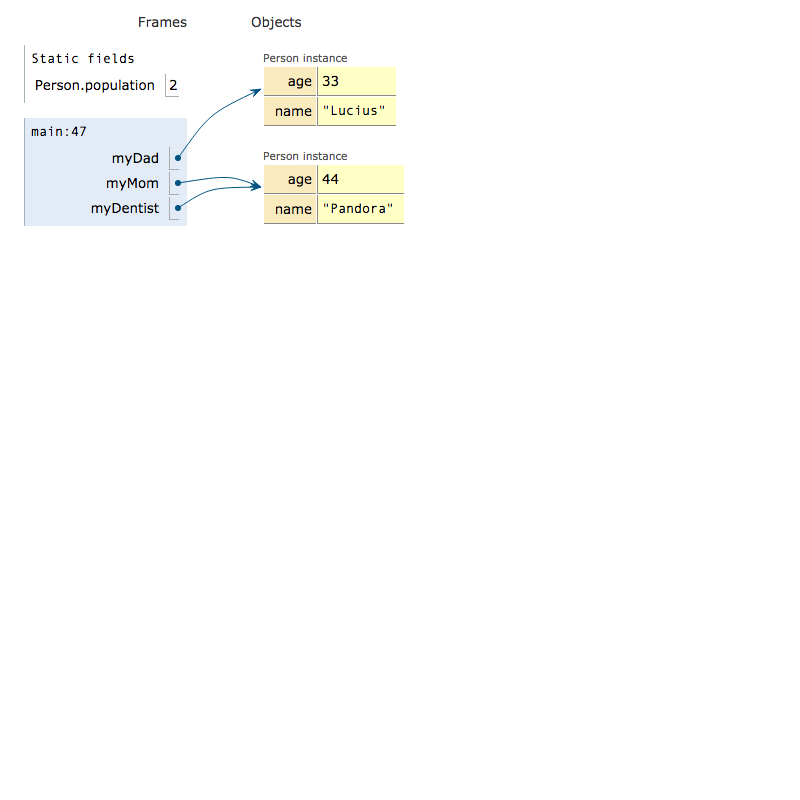 Frames Objects
Static fields
Person.population 2
main:47
myDad
myMom
myDentist
Person instance
age 33
name "Lucius"
Person instance
age 44
name "Pandora"